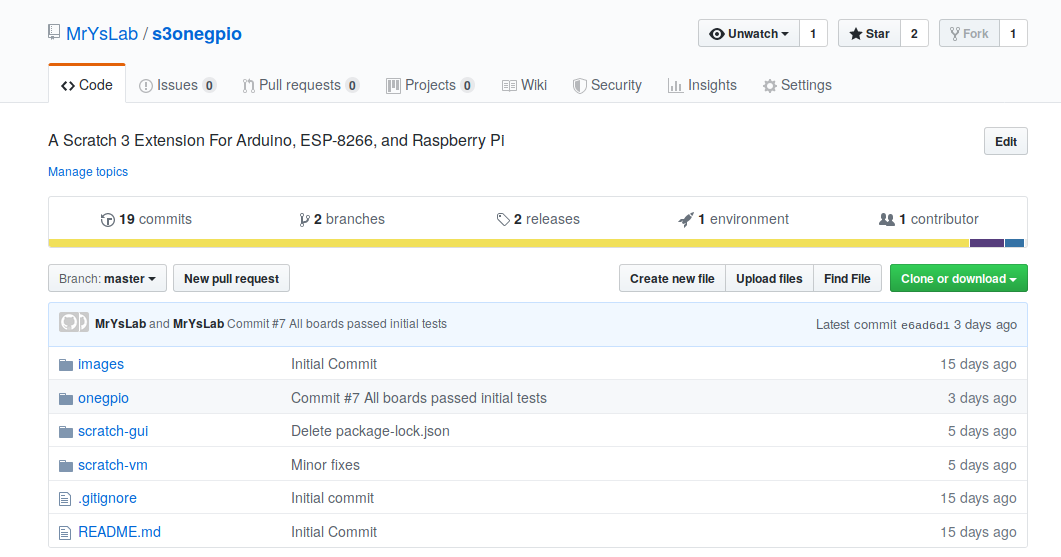 MrYsLab / s3onegpio Unwatch 1 Star 2 Fork 1
Code Issues 0 Pull requests 0 Projects 0 Wiki Security Insights Settings
A Scratch 3 Extension For Arduino, ESP-8266, and Raspberry Pi Edit
Manage topics
19 commits 2 branches 2 releases 1 environment 1 contributor
Branch: master New pull request Create new file Upload files Find File Clone or download
MrYsLab and MrYsLab Commit #7 All boards passed initial tests Latest commit e6ad6d1 3 days ago
images Initial Commit 15 days ago
onegpio Commit #7 All boards passed initial tests 3 days ago
scratch-gui Delete package-lock.json 5 days ago
scratch-vm Minor fixes 5 days ago
.gitignore Initial commit 15 days ago
README.md Initial Commit 15 days ago